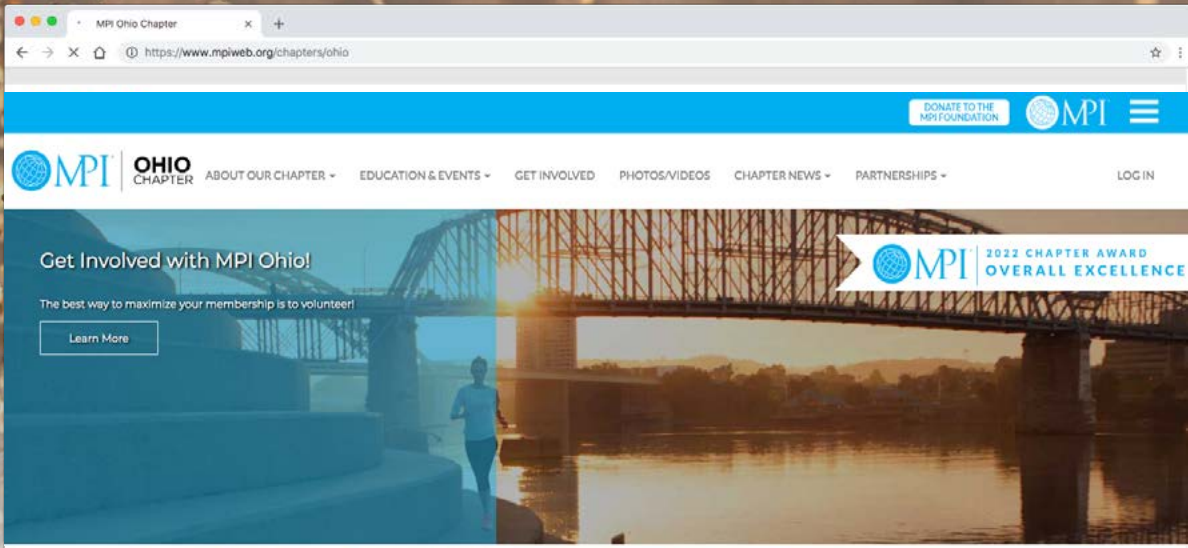 MPI Ohio Chapter
https://www.mpiweb.org/chapters/ohio
DONATE TO THE
MPI FOUNDATION
MPI
MPI
OHIO
CHAPTER
ABOUT OUR CHAPTER
EDUCATION & EVENTS
GET INVOLVED
PHOTOS/VIDEOS
CHAPTER NEWS
PARTNERSHIPS
LOG IN
Get Involved with MPI Ohio!
The best way to maximize your membership is to volunteer!
Learn More
MPI
2022 CHAPTER AWARD
OVERALL EXCELLENCE